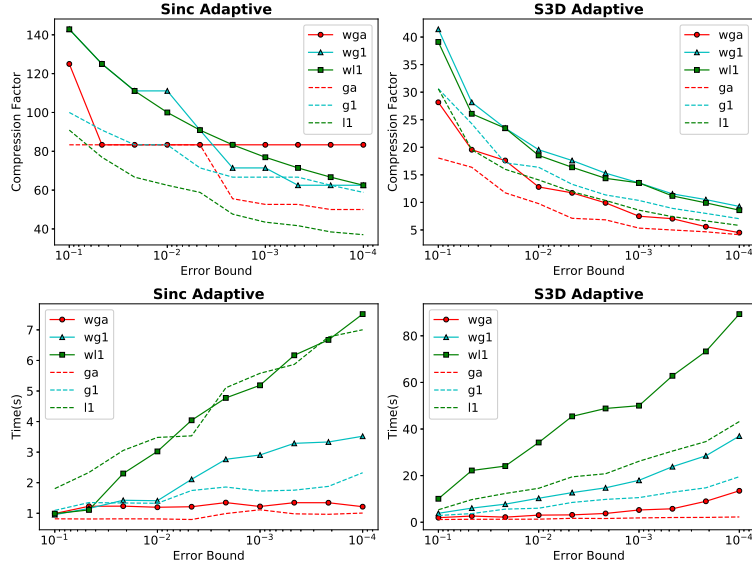 Sinc Adaptive
Compression Factor
140
120
100
80
60
40
10⁻¹
10⁻²
10⁻³
10⁻⁴
Error Bound
wga
wg1
wl1
ga
g1
l1
S3D Adaptive
Compression Factor
40
35
30
25
20
15
10
5
10⁻¹
10⁻²
10⁻³
10⁻⁴
Error Bound
wga
wg1
wl1
ga
g1
l1
Sinc Adaptive
Time(s)
7
6
5
4
3
2
1
10⁻¹
10⁻²
10⁻³
10⁻⁴
Error Bound
wga
wg1
wl1
ga
g1
l1
S3D Adaptive
Time(s)
80
60
40
20
0
10⁻¹
10⁻²
10⁻³
10⁻⁴
Error Bound
wga
wg1
wl1
ga
g1
l1